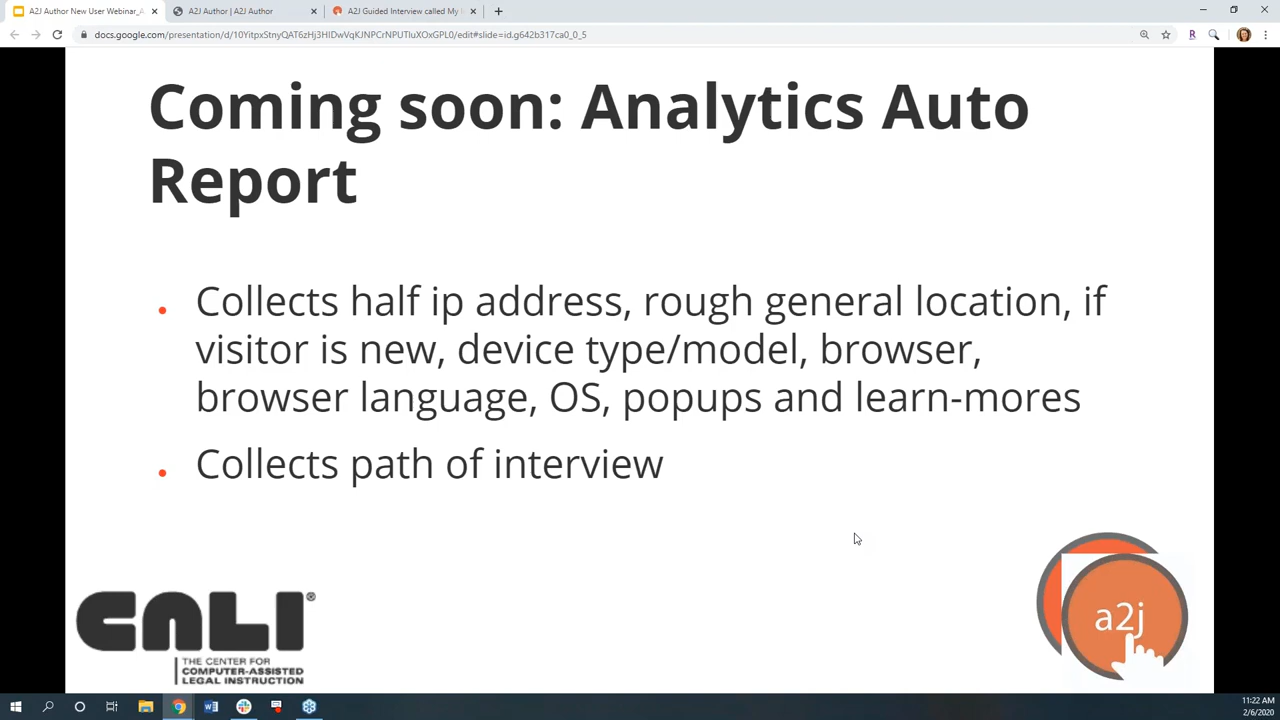 A2J Author New User Webinar_A
A2J Author | A2J Author
A2J Guided Interview called My I
docs.google.com/presentation/d/10YitpxStnyQAT6zHj3HIDwVqKJNPCrNPUTluXOxGPL0/edit#slide=id.g642b317ca0_0_5
Coming soon: Analytics Auto
Report
Collects half ip address, rough general location, if
visitor is new, device type/model, browser,
browser language, OS, popups and learn-mores
Collects path of interview
CALI®
THE CENTER FOR
COMPUTER-ASSISTED
LEGAL INSTRUCTION
a2j
11:22 AM
2/6/2020